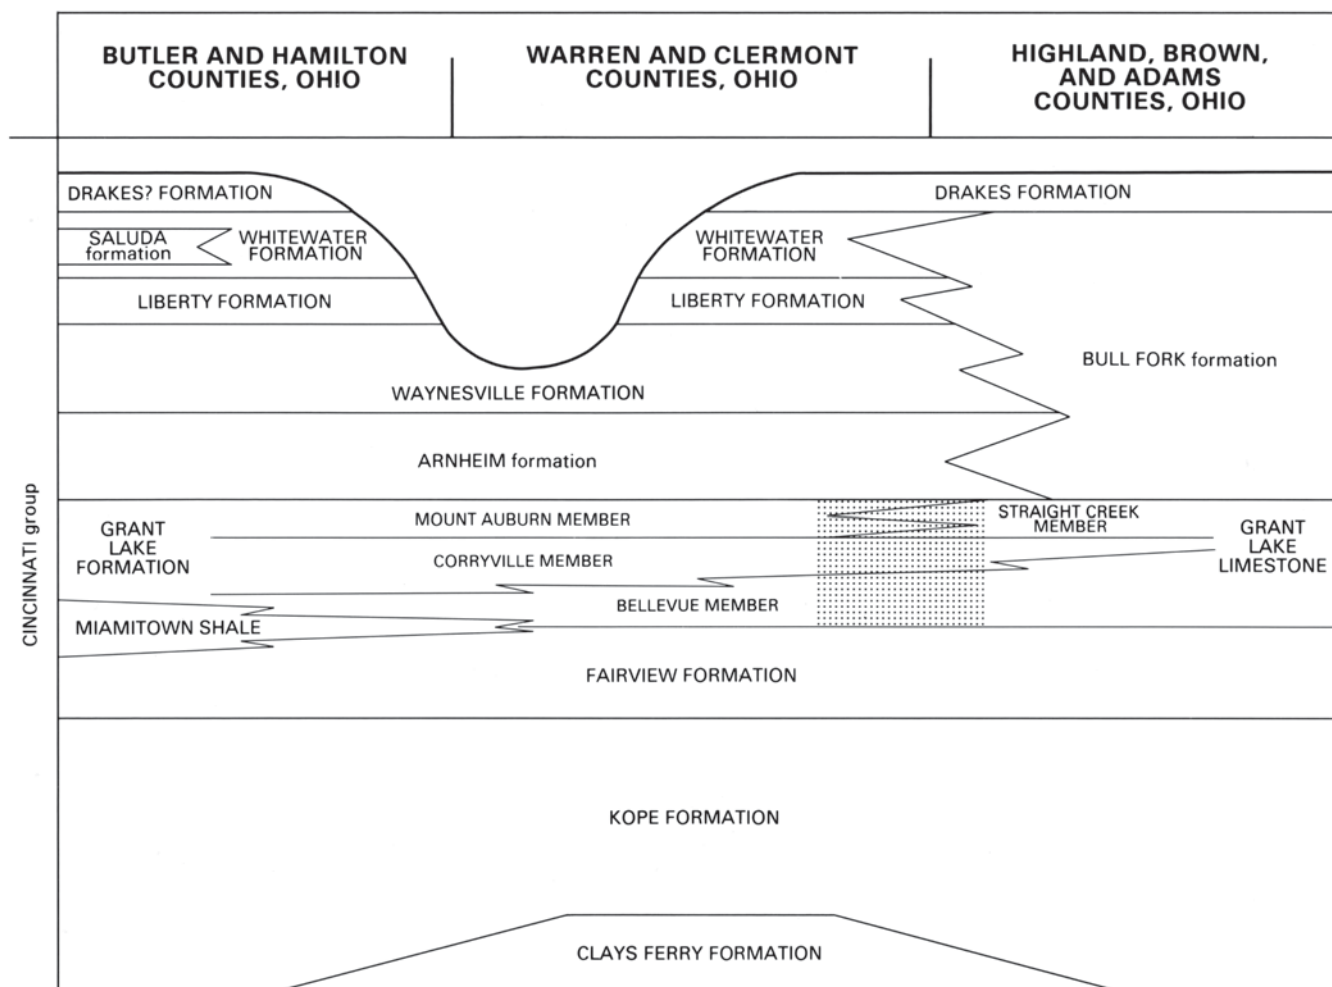 BUTLER AND HAMILTON
COUNTIES, OHIO
WARREN AND CLERMONT
COUNTIES, OHIO
HIGHLAND, BROWN,
AND ADAMS
COUNTIES, OHIO
DRAKES? FORMATION
DRAKES FORMATION
SALUDA
formation
WHITEWATER
FORMATION
WHITEWATER
FORMATION
LIBERTY FORMATION
LIBERTY FORMATION
BULL FORK formation
WAYNESVILLE FORMATION
ARNHEIM formation
CINCINNATI group
GRANT
LAKE
FORMATION
MOUNT AUBURN MEMBER
STRAIGHT CREEK
MEMBER
GRANT
LAKE
LIMESTONE
CORRYVILLE MEMBER
BELLEVUE MEMBER
MIAMITOWN SHALE
FAIRVIEW FORMATION
KOPE FORMATION
CLAYS FERRY FORMATION